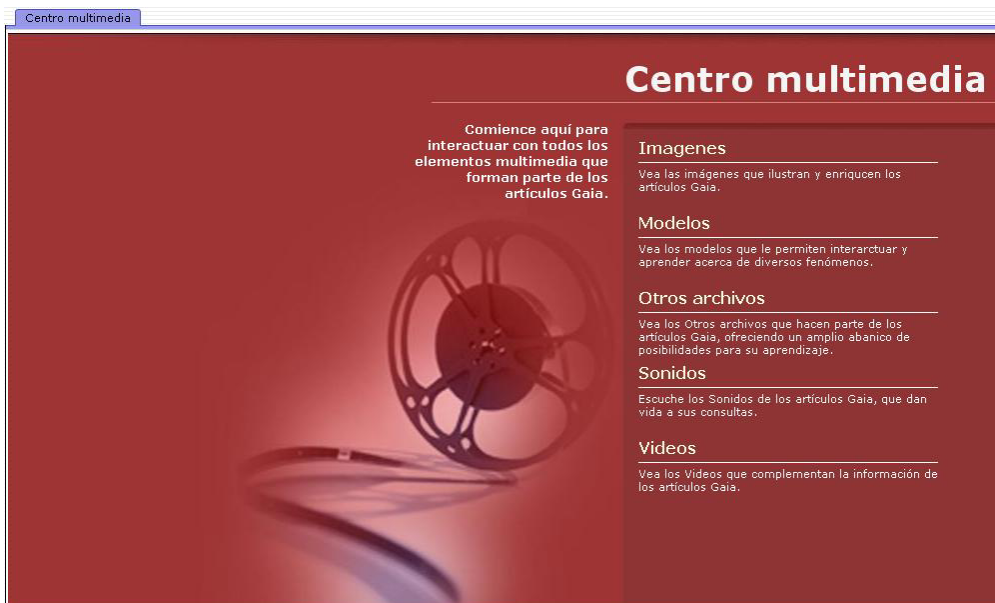 Centro multimedia
Centro multimedia
Comience aquí para
interactuar con todos los
elementos multimedia que
forman parte de los
artículos Gaia.
Imagenes
Vea las imágenes que ilustran y enriqucen los
artículos Gaia.
Modelos
Vea los modelos que le permiten interarctuar y
aprender acerca de diversos fenómenos.
Otros archivos
Vea los Otros archivos que hacen parte de los
artículos Gaia, ofreciendo un amplio abanico de
posibilidades para su aprendizaje.
Sonidos
Escuche los Sonidos de los artículos Gaia, que dan
vida a sus consultas.
Videos
Vea los Videos que complementan la información de
los artículos Gaia.